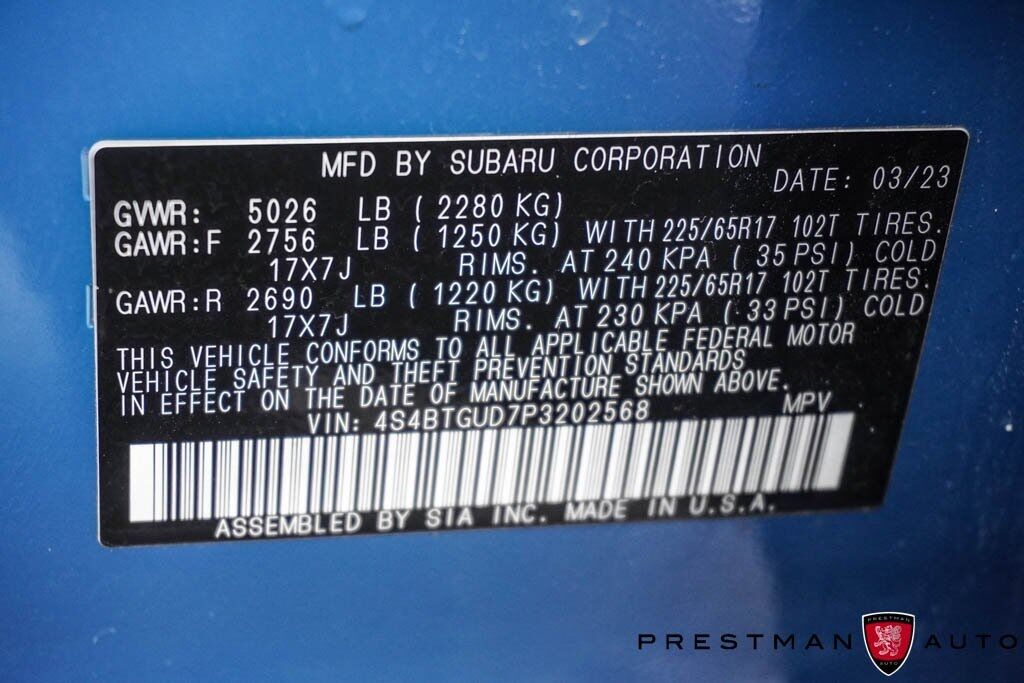 MFD BY SUBARU CORPORATION
DATE: 03/23
GVWR: 5026 LB ( 2280 KG)
GAWR:F 2756 LB ( 1250 KG) WITH 225/65R17 102T TIRES.
17X7J RIMS. AT 240 KPA ( 35 PSI) COLD
GAWR:R 2690 LB ( 1220 KG) WITH 225/65R17 102T TIRES.
17X7J RIMS. AT 230 KPA ( 33 PSI) COLD
THIS VEHICLE CONFORMS TO ALL APPLICABLE FEDERAL MOTOR
VEHICLE SAFETY AND THEFT PREVENTION STANDARDS
IN EFFECT ON THE DATE OF MANUFACTURE SHOWN ABOVE.
VIN: 4S4BTGUD7P3202568 MPV
ASSEMBLED BY SIA INC. MADE IN U.S.A.
PRESTMAN AUTO
PRESTMAN
AUTO